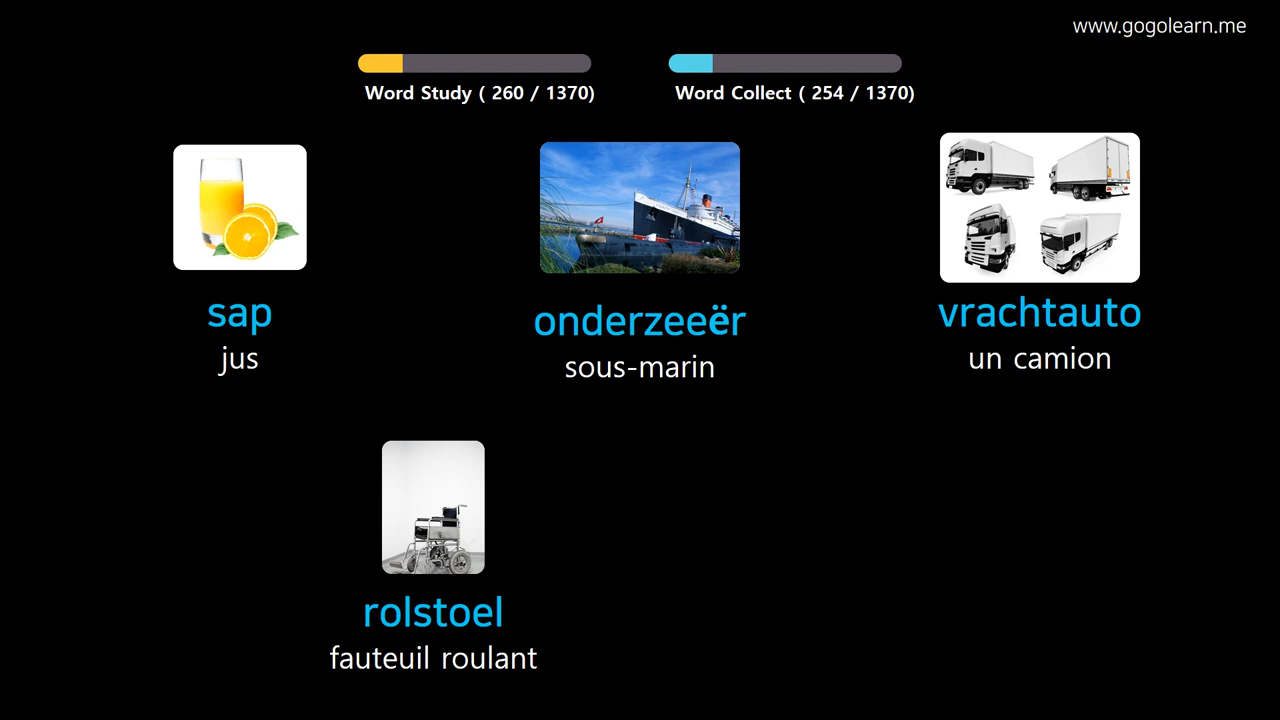 www.gogolearn.me
Word Study ( 260 / 1370)
Word Collect ( 254 / 1370)
sap
jus
onderzeeër
sous-marin
vrachtauto
un camion
rolstoel
fauteuil roulant